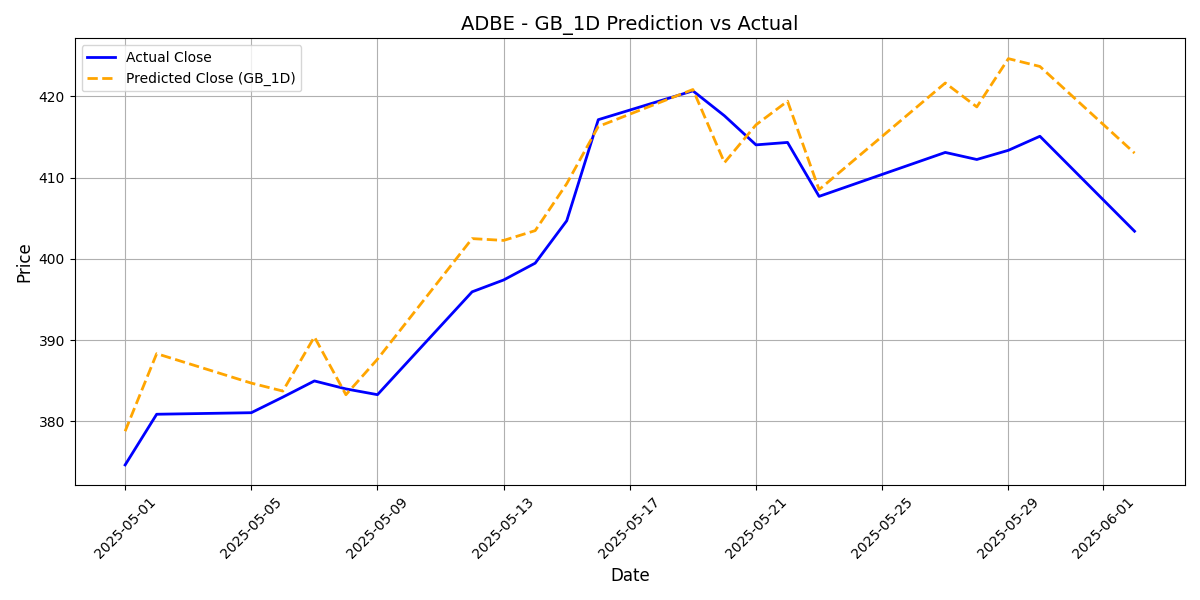 ADBE - GB_1D Prediction vs Actual
Actual Close
Predicted Close (GB_1D)
Price
420
410
400
390
380
2025-05-01
2025-05-05
2025-05-09
2025-05-13
2025-05-17
2025-05-21
2025-05-25
2025-05-29
2025-06-01
Date